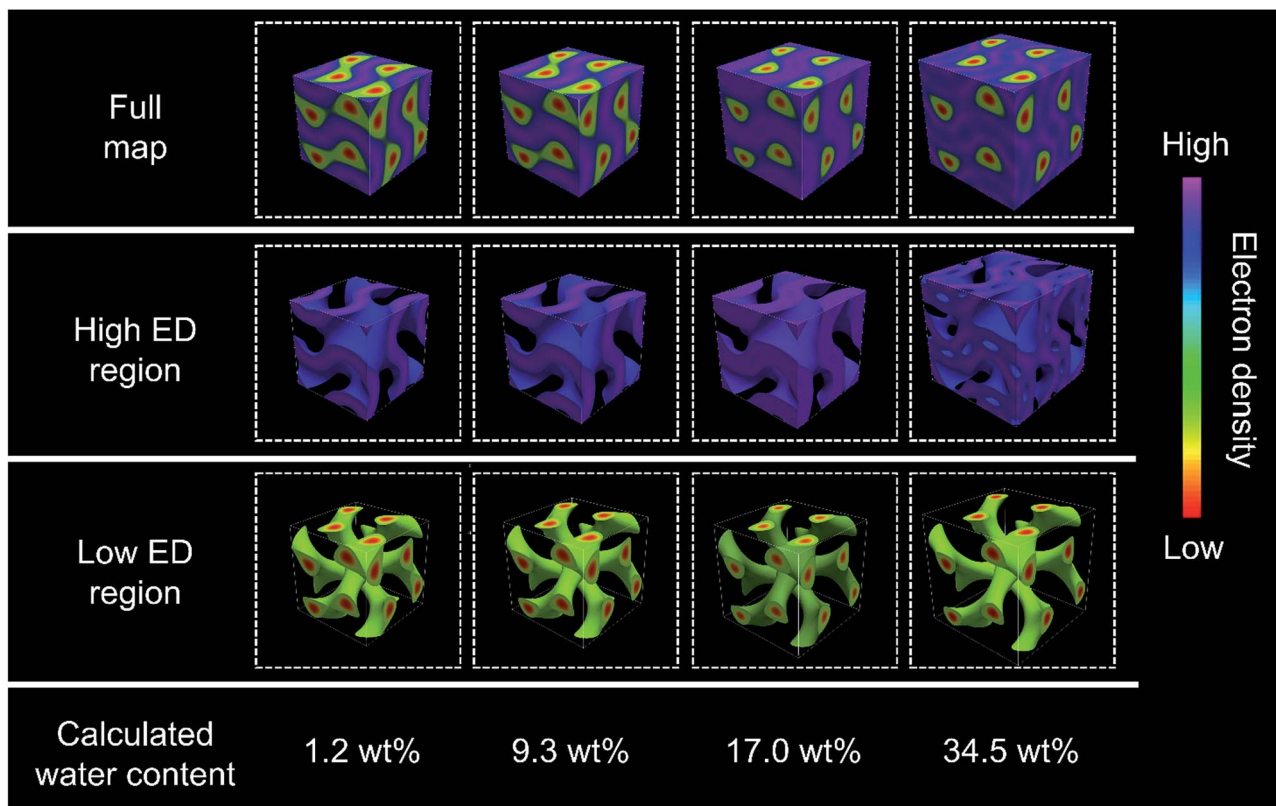 Full
map
High ED
region
Low ED
region
Calculated
water content
1.2 wt%
9.3 wt%
17.0 wt%
34.5 wt%
High
Electron density
Low